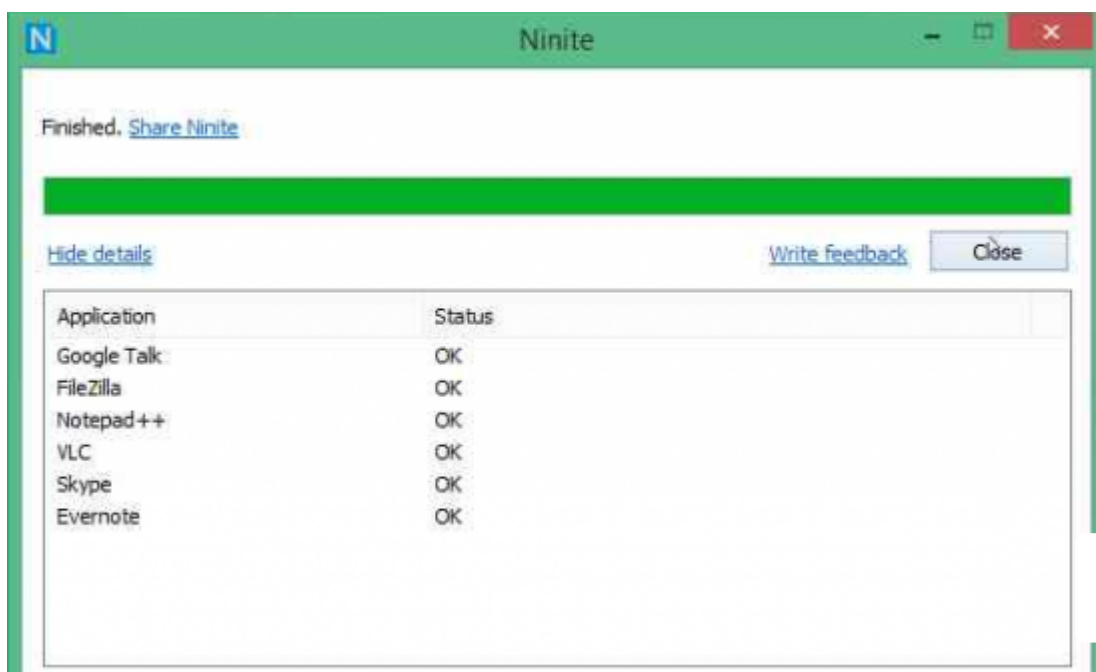 N Ninite
Finished. Share Ninite
Hide details Write feedback Close
Application Status
Google Talk OK
FileZilla OK
Notepad++ OK
VLC OK
Skype OK
Evernote OK